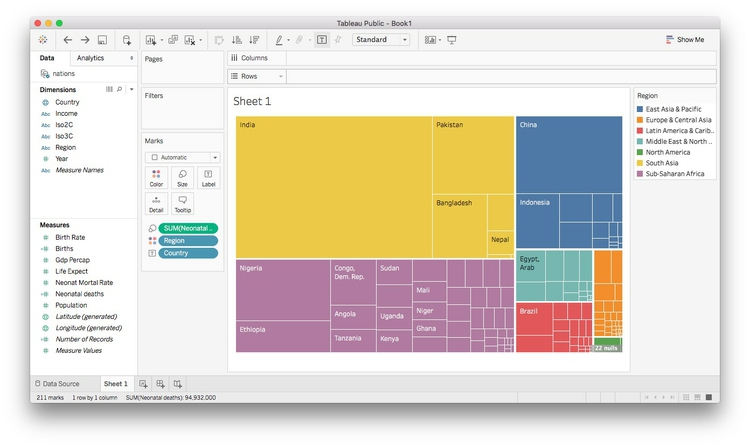 Tableau Public - Book1
Standard
Show Me
Data
Analytics
nations
Dimensions
Abc
Country
Income
Abc
Iso2C
Abc
Iso3C
Abc
Region
Year
Abc
Measure Names
Measures
Birth Rate
Births
Gdp Percap
Life Expect
Neonat Mortal Rate
Neonatal deaths
Population
Latitude (generated)
Longitude (generated)
Number of Records
Measure Values
Pages
Filters
Marks
Automatic
Color
Size
Label
Detail
Tooltip
SUM(Neonatal ..
Region
Country
Columns
Rows
Sheet 1
India
Pakistan
Bangladesh
Nepal
China
Indonesia
Nigeria
Ethiopia
Congo,
Dem. Rep.
Angola
Tanzania
Sudan
Uganda
Kenya
Mali
Niger
Ghana
Egypt,
Arab
Brazil
22 nulls
Region
East Asia & Pacific
Europe & Central Asia
Latin America & Carib..
Middle East & North ..
North America
South Asia
Sub-Saharan Africa
Data Source
Sheet 1
211 marks
1 row by 1 column
SUM(Neonatal deaths): 94,932,000